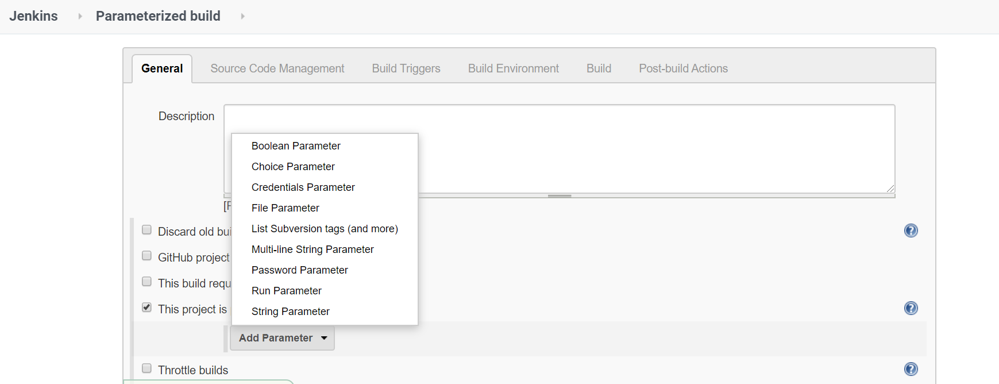 Jenkins Parameterized build
General Source Code Management Build Triggers Build Environment Build Post-build Actions
Description
Boolean Parameter
Choice Parameter
Credentials Parameter
File Parameter
List Subversion tags (and more)
Multi-line String Parameter
Password Parameter
Run Parameter
String Parameter
Discard old
GitHub project
This build
This project is
Add Parameter
Throttle builds